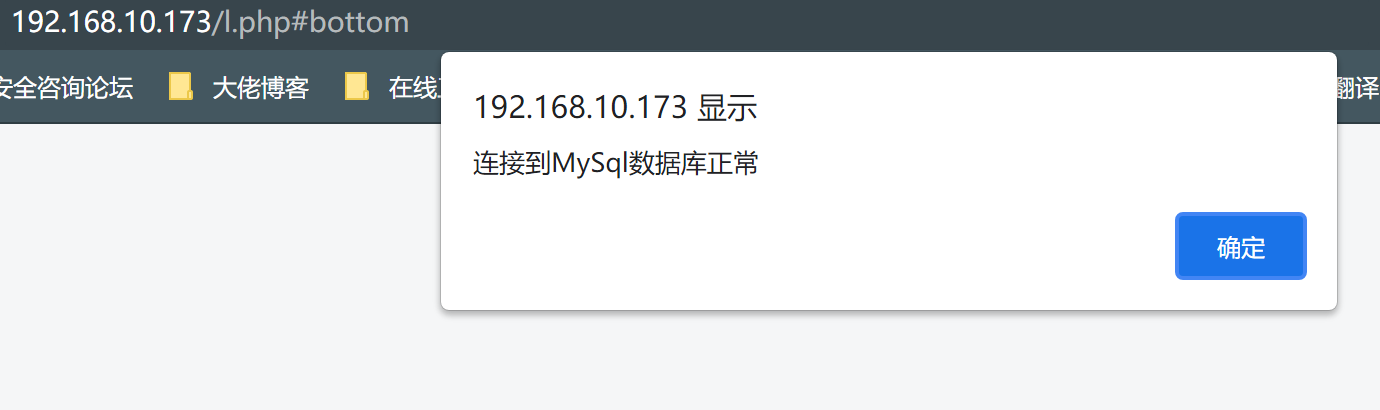 192.168.10.173/l.php#bottom
安全咨询论坛 大佬博客 在线 翻译
192.168.10.173 显示
连接到MySql数据库正常
确定